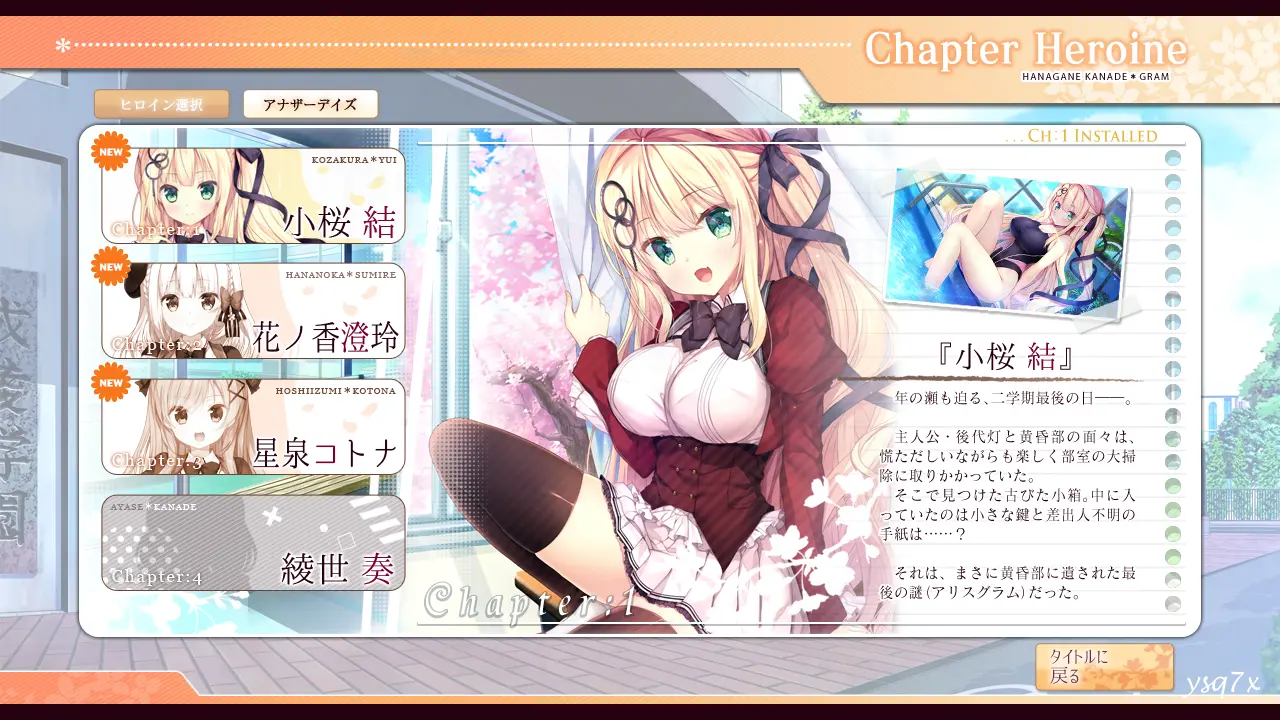 Chapter Heroine
HANAGANE KANADE＊GRAM
ヒロイン選択
アナザーデイズ
...CH:1 INSTALLED
NEW
KOZAKURA＊YUI
小桜 結
Chapter:1
NEW
HANANOKA＊SUMIRE
花ノ香澄玲
Chapter:2
NEW
HOSHIIZUMI＊KOTONA
星泉コトナ
Chapter:3
AYASE＊KANADE
綾世 奏
Chapter:4
Chapter:1
『小桜 結』
年の瀬も迫る、二学期最後の日――。
主人公・後代灯と黄昏部の面々は、
慌ただしいながらも楽しく部室の大掃
除に取りかかっていた。
そこで見つけた古びた小箱。中に入
っていたのは小さな鍵と差出人不明の
手紙は……？
それは、まさに黄昏部に遺された最
後の謎(アリスグラム)だった。
タイトルに
戻る
ysq7x